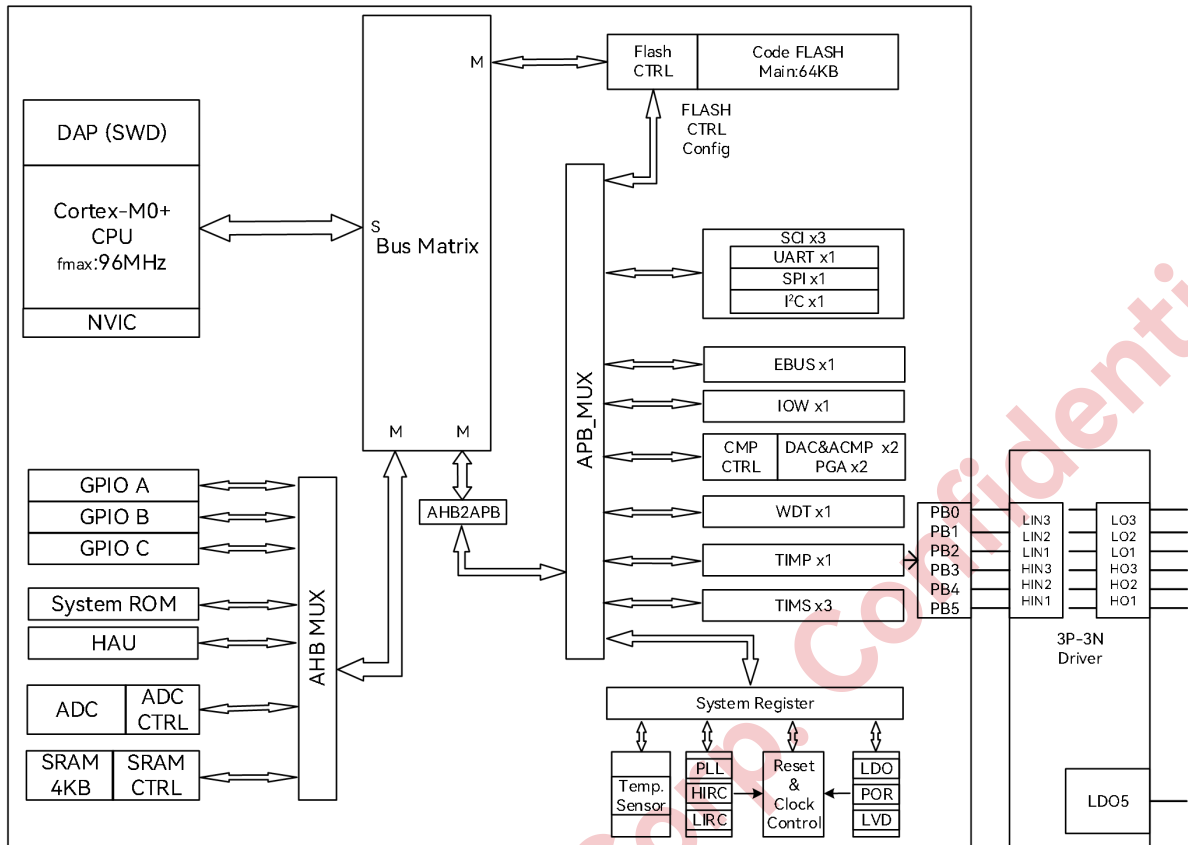 DAP (SWD)
Cortex-M0+
CPU
fmax:96MHz
NVIC
M
S
Bus Matrix
M
M
Flash
CTRL
Code FLASH
Main:64KB
FLASH
CTRL
Config
AHB2APB
APB_MUX
SCI x3
UART x1
SPI x1
I²C x1
EBUS x1
IOW x1
CMP
CTRL
DAC&ACMP x2
PGA x2
WDT x1
TIMP x1
TIMS x3
GPIO A
GPIO B
GPIO C
System ROM
HAU
ADC
ADC
CTRL
SRAM
4KB
SRAM
CTRL
AHB MUX
System Register
Temp.
Sensor
PLL
HIRC
LIRC
Reset
&
Clock
Control
LDO
POR
LVD
PB0
PB1
PB2
PB3
PB4
PB5
LIN3
LIN2
LIN1
HIN3
HIN2
HIN1
LO3
LO2
LO1
HO3
HO2
HO1
3P-3N
Driver
LDO5
Corp. Confidenti